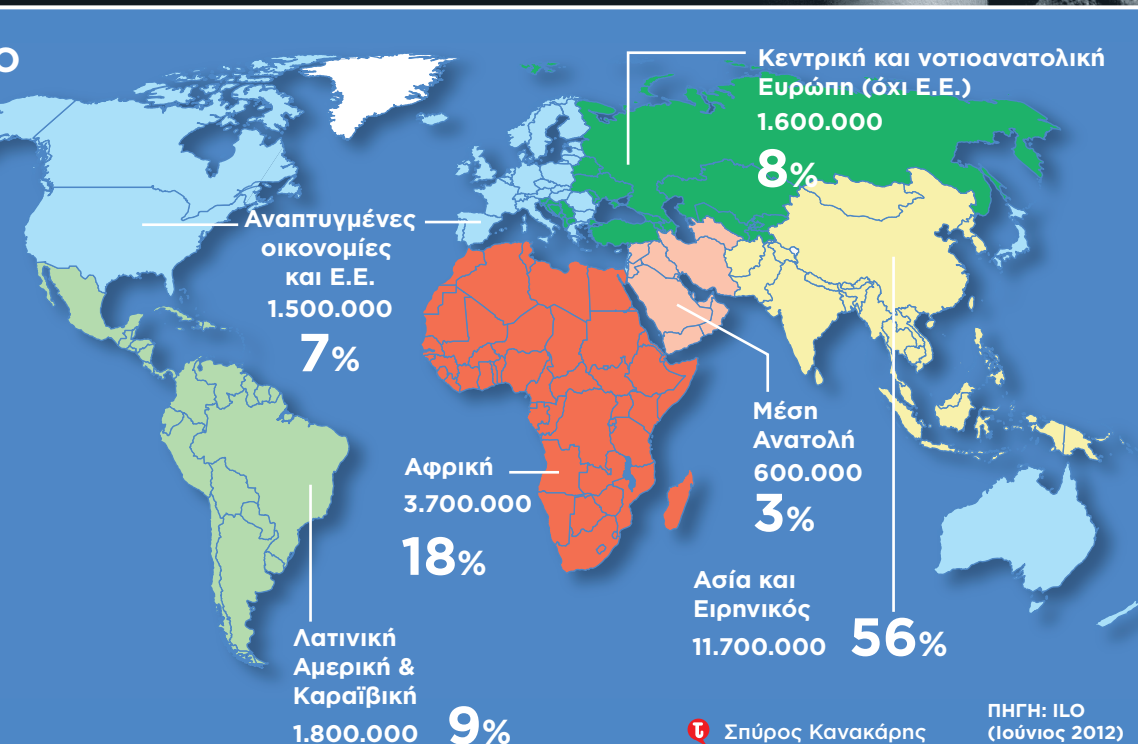 Ο
Κεντρική και νοτιοανατολική
Ευρώπη (όχι Ε.Ε.)
1.600.000
8%
Αναπτυγμένες
οικονομίες
και Ε.Ε.
1.500.000
7%
Μέση
Ανατολή
600.000
3%
Αφρική
3.700.000
18%
Ασία και
Ειρηνικός
11.700.000 56%
Λατινική
Αμερική &
Καραϊβική
1.800.000 9%
τ Σπύρος Κανακάρης
ΠΗΓΗ: ILO
(Ιούνιος 2012)